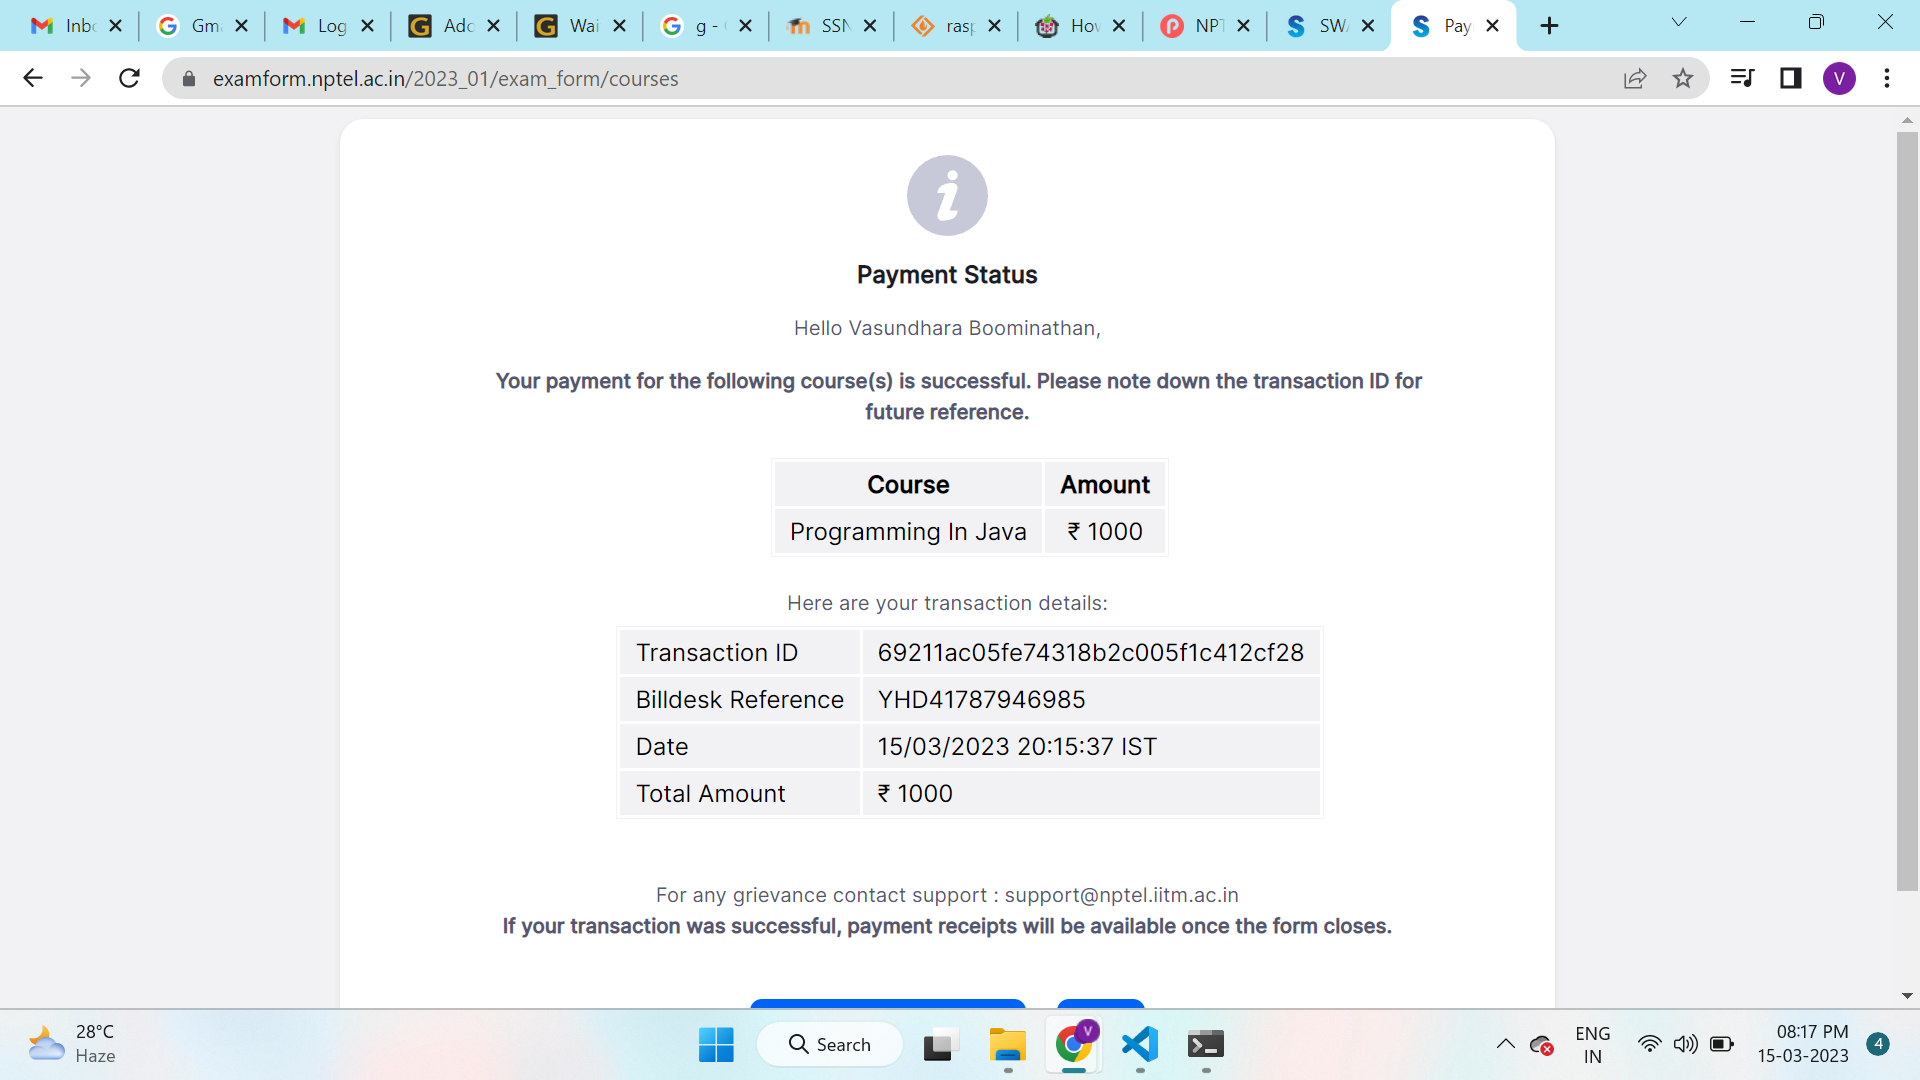 Inbo
Gma
Log
Ado
Wai
g -
SSN
rasp
How
NPT
SWA
Pay
examform.nptel.ac.in/2023_01/exam_form/courses
V
Payment Status
Hello Vasundhara Boominathan,
Your payment for the following course(s) is successful. Please note down the transaction ID for
future reference.
Course Amount
Programming In Java ₹ 1000
Here are your transaction details:
Transaction ID 69211ac05fe74318b2c005f1c412cf28
Billdesk Reference YHD41787946985
Date 15/03/2023 20:15:37 IST
Total Amount ₹ 1000
For any grievance contact support : support@nptel.iitm.ac.in
If your transaction was successful, payment receipts will be available once the form closes.
28°C
Haze
Search
V
ENG
IN
08:17 PM
15-03-2023
4